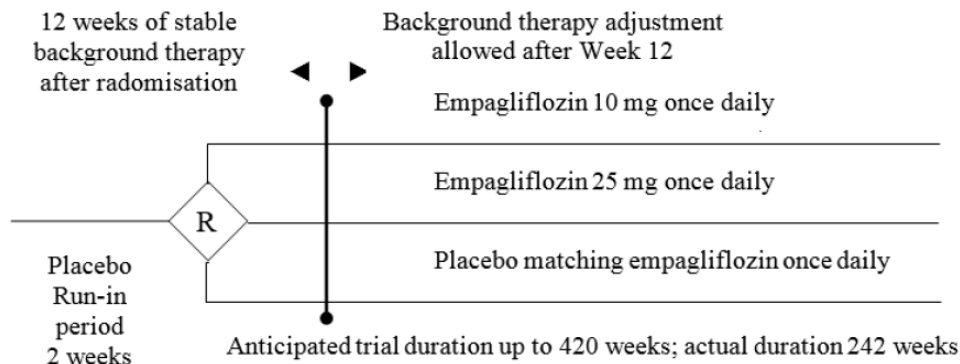 12 weeks of stable
background therapy
after radomisation
Background therapy adjustment
allowed after Week 12
Empagliflozin 10 mg once daily
Empagliflozin 25 mg once daily
R
Placebo matching empagliflozin once daily
Placebo
Run-in
period
2 weeks
Anticipated trial duration up to 420 weeks; actual duration 242 weeks